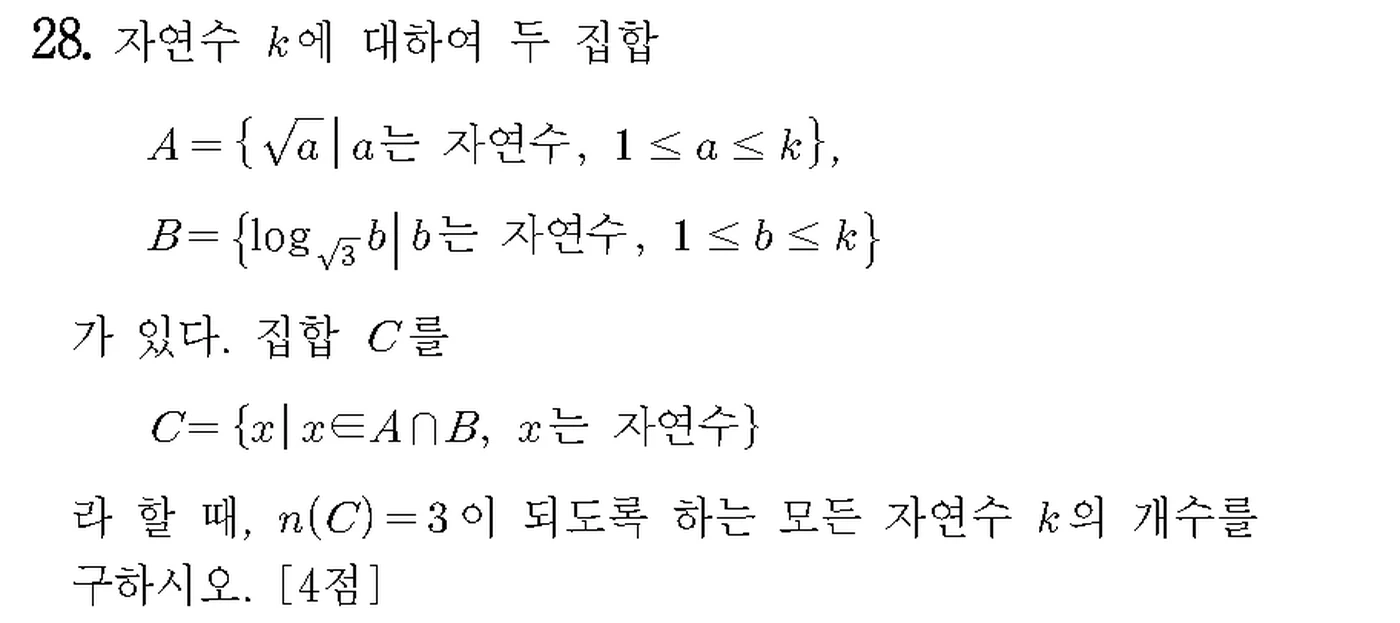 28. 자연수 k에 대하여 두 집합
A={√a|a는 자연수, 1≤a≤k},
B={log_√3 b|b는 자연수, 1≤b≤k}
가 있다. 집합 C를
C={x|x∈A∩B, x는 자연수}
라 할 때, n(C)=3이 되도록 하는 모든 자연수 k의 개수를
구하시오. [4점]